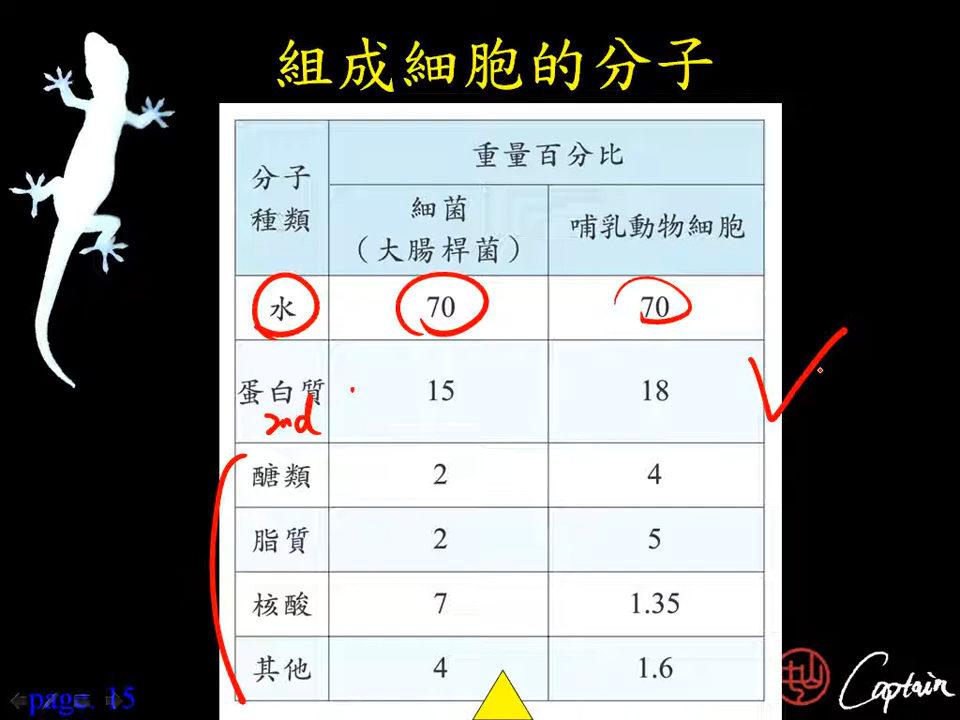 組成細胞的分子
分子種類 重量百分比
細菌（大腸桿菌） 哺乳動物細胞
水 70 70
蛋白質 15 18
2nd
醣類 2 4
脂質 2 5
核酸 7 1.35
其他 4 1.6
page. 15
Captain